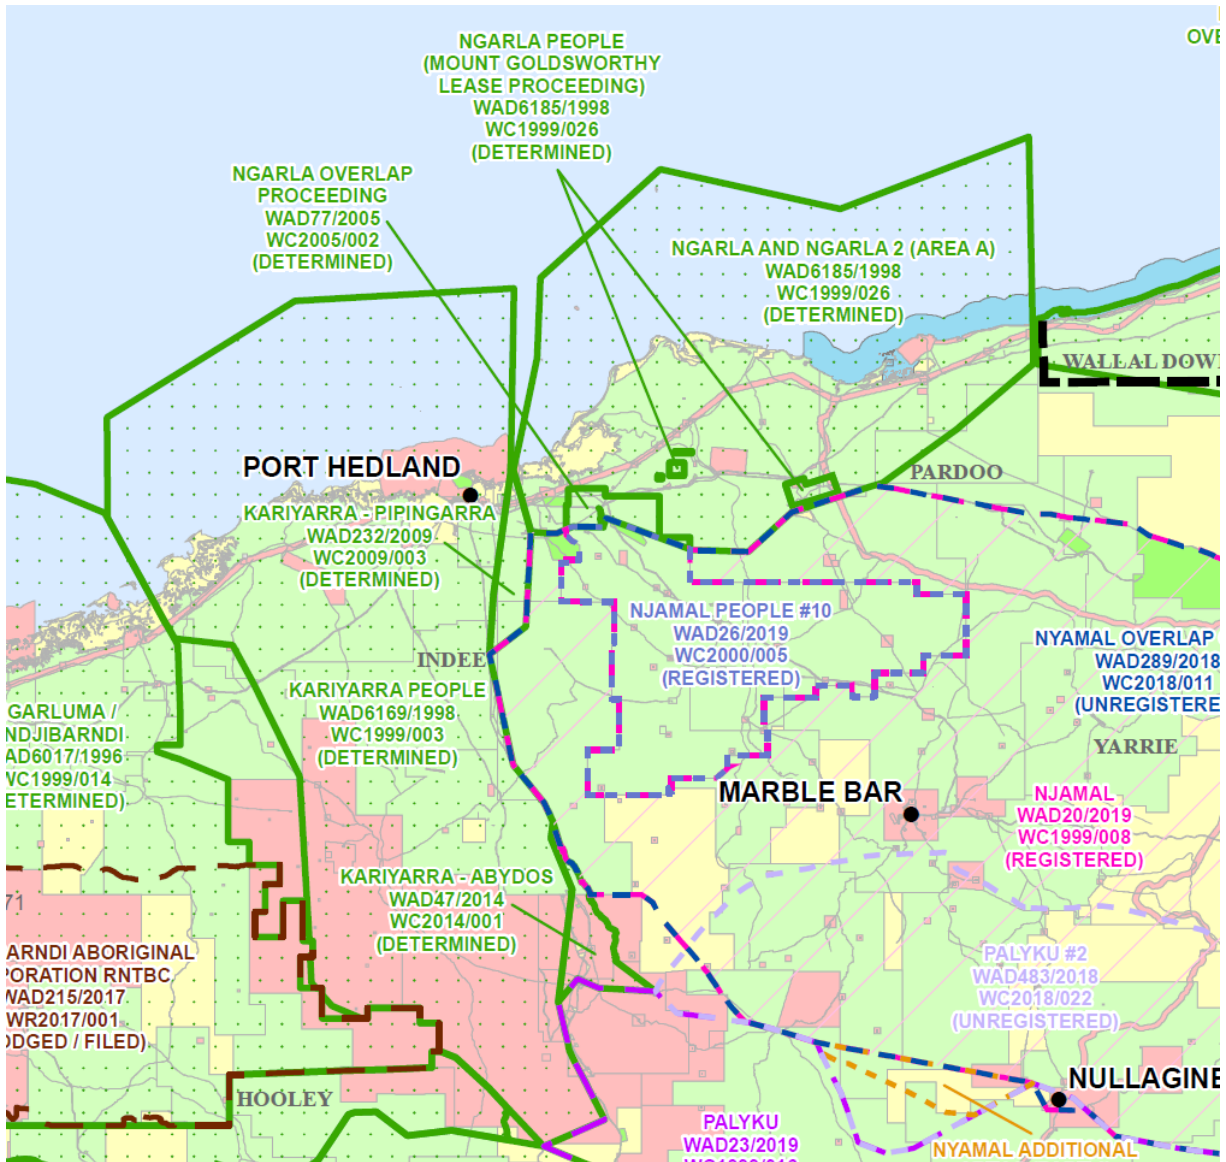 OVE
NGARLA PEOPLE
(MOUNT GOLDSWORTHY
LEASE PROCEEDING)
WAD6185/1998
WC1999/026
(DETERMINED)
NGARLA OVERLAP
PROCEEDING
WAD77/2005
WC2005/002
(DETERMINED)
NGARLA AND NGARLA 2 (AREA A)
WAD6185/1998
WC1999/026
(DETERMINED)
WALLAL DOW
PORT HEDLAND
PARDOO
KARIYARRA - PIPINGARRA
WAD232/2009
WC2009/003
(DETERMINED)
NJAMAL PEOPLE #10
WAD26/2019
WC2000/005
(REGISTERED)
NYAMAL OVERLAP
WAD289/2018
WC2018/011
(UNREGISTERE
INDEE
KARIYARRA PEOPLE
WAD6169/1998
WC1999/003
(DETERMINED)
GARLUMA /
NDJIBARNDI
AD6017/1996
WC1999/014
ETERMINED)
YARRIE
MARBLE BAR
NJAMAL
WAD20/2019
WC1999/008
(REGISTERED)
KARIYARRA - ABYDOS
WAD47/2014
WC2014/001
(DETERMINED)
71
ARNDI ABORIGINAL
PORATION RNTBC
WAD215/2017
WR2017/001
ODGED / FILED)
PALYKU #2
WAD483/2018
WC2018/022
(UNREGISTERED)
HOOLEY
NULLAGINE
PALYKU
WAD23/2019
NYAMAL ADDITIONAL